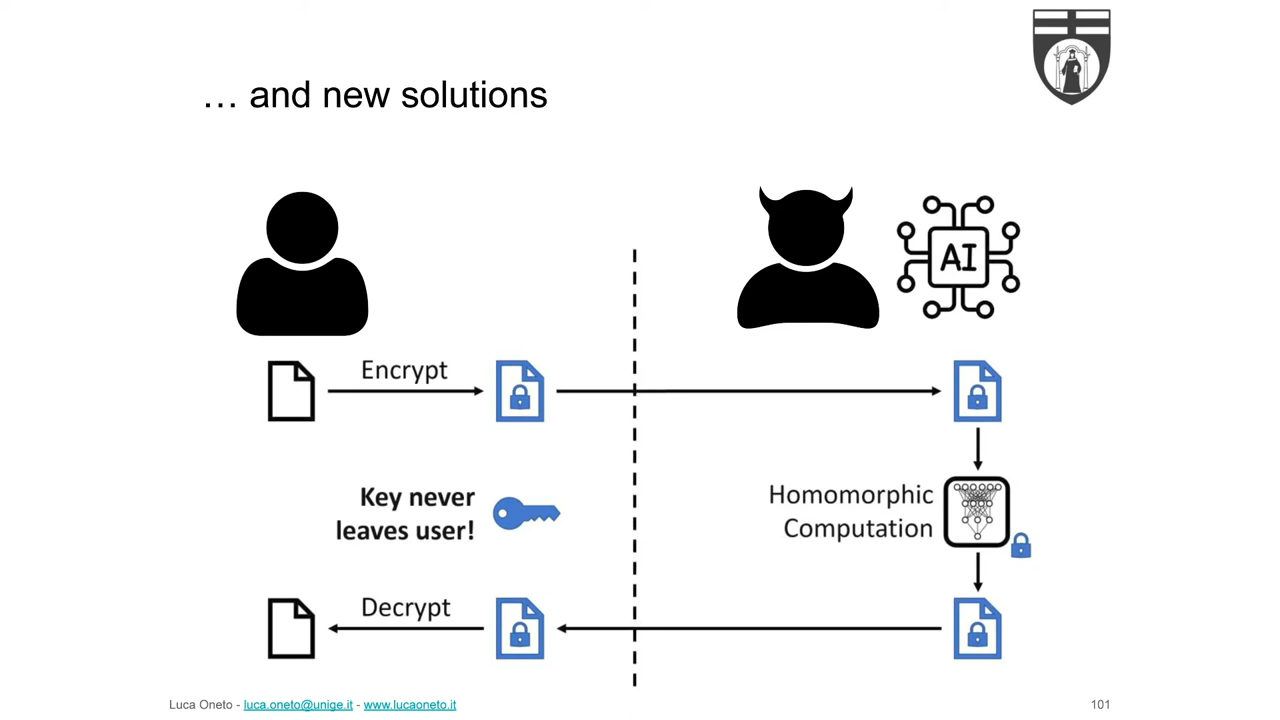 … and new solutions
AI
Encrypt
Key never
leaves user!
Homomorphic
Computation
Decrypt
Luca Oneto - luca.oneto@unige.it - www.lucaoneto.it
101